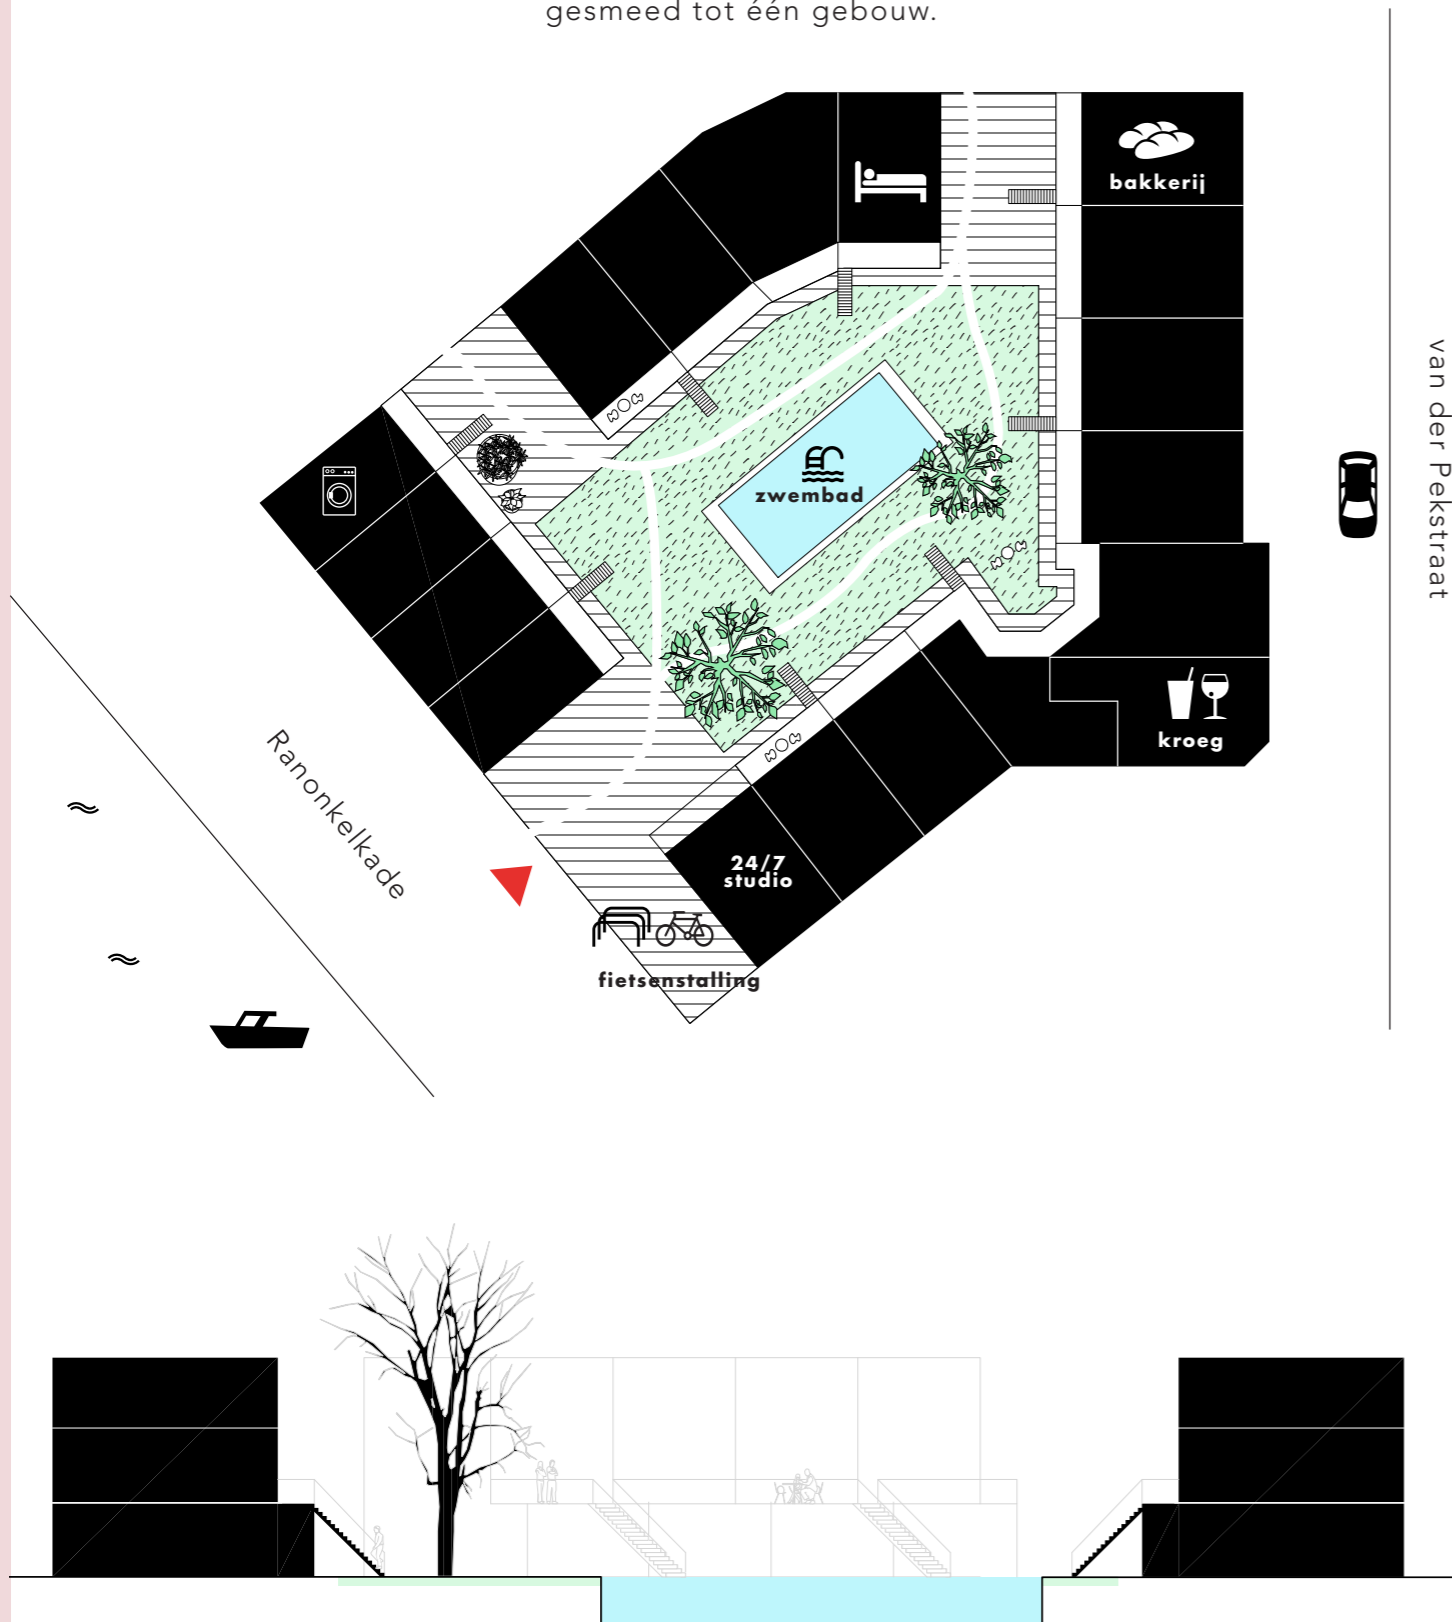 gesmeed tot één gebouw.
bakkerij
van der Pekstraat
zwembad
kroeg
Ranonkelkade
24/7
studio
fietsenstalling